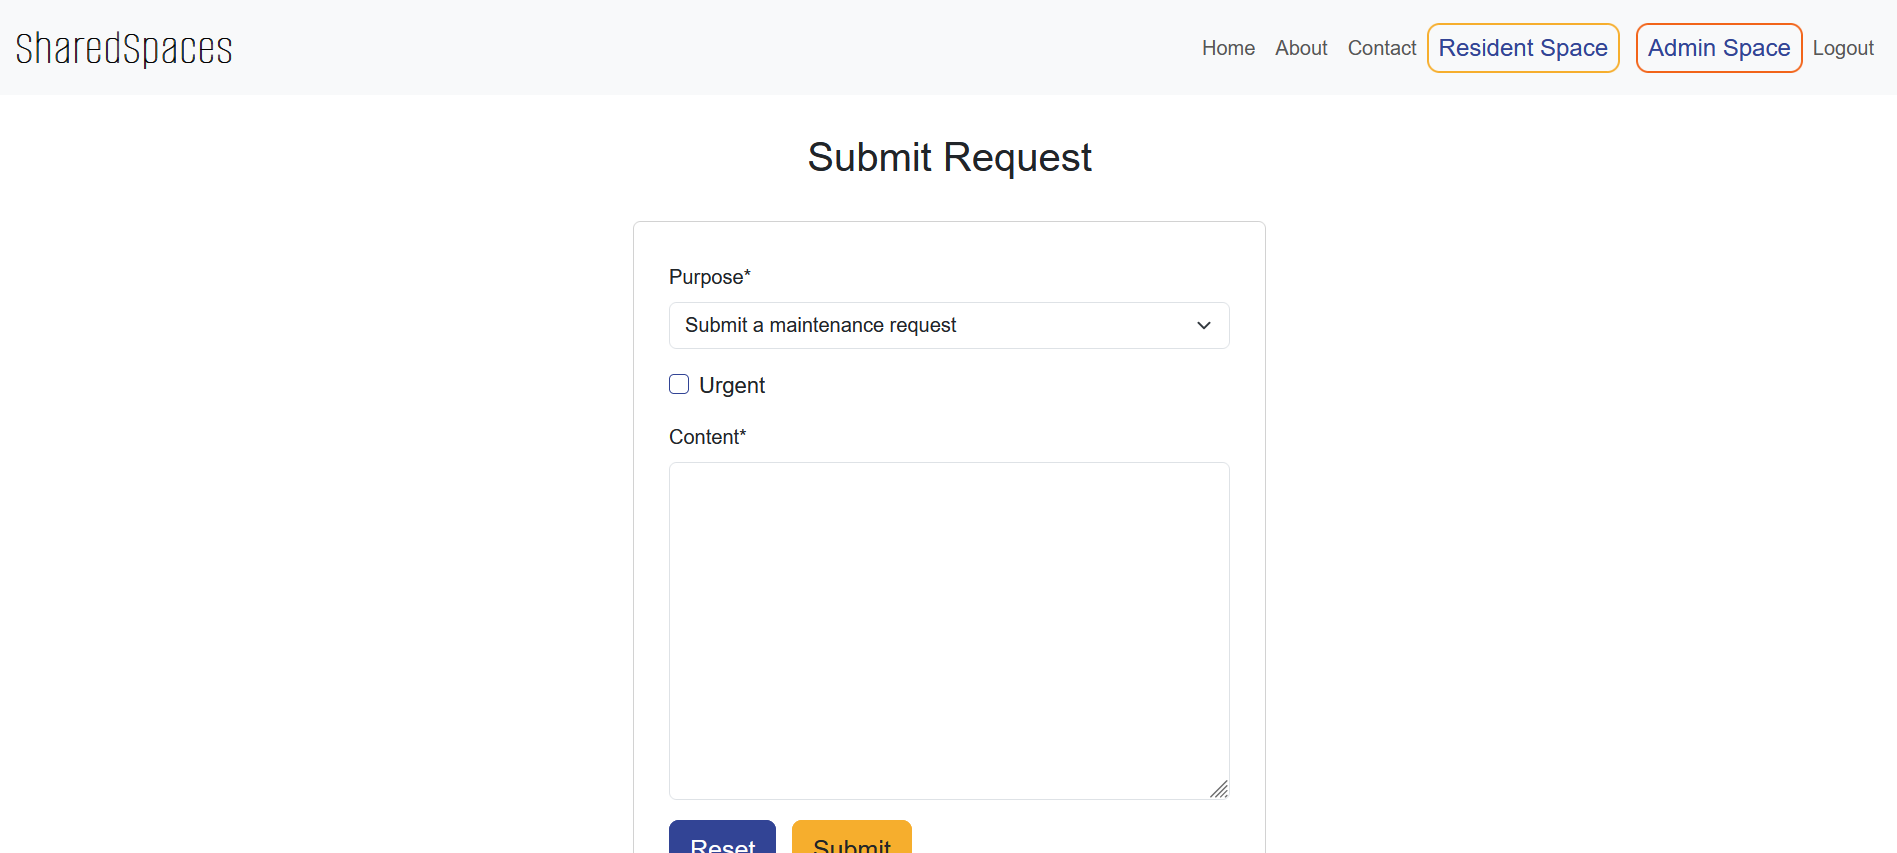 SharedSpaces
Home About Contact Resident Space Admin Space Logout
Submit Request
Purpose*
Submit a maintenance request
Urgent
Content*
Reset Submit